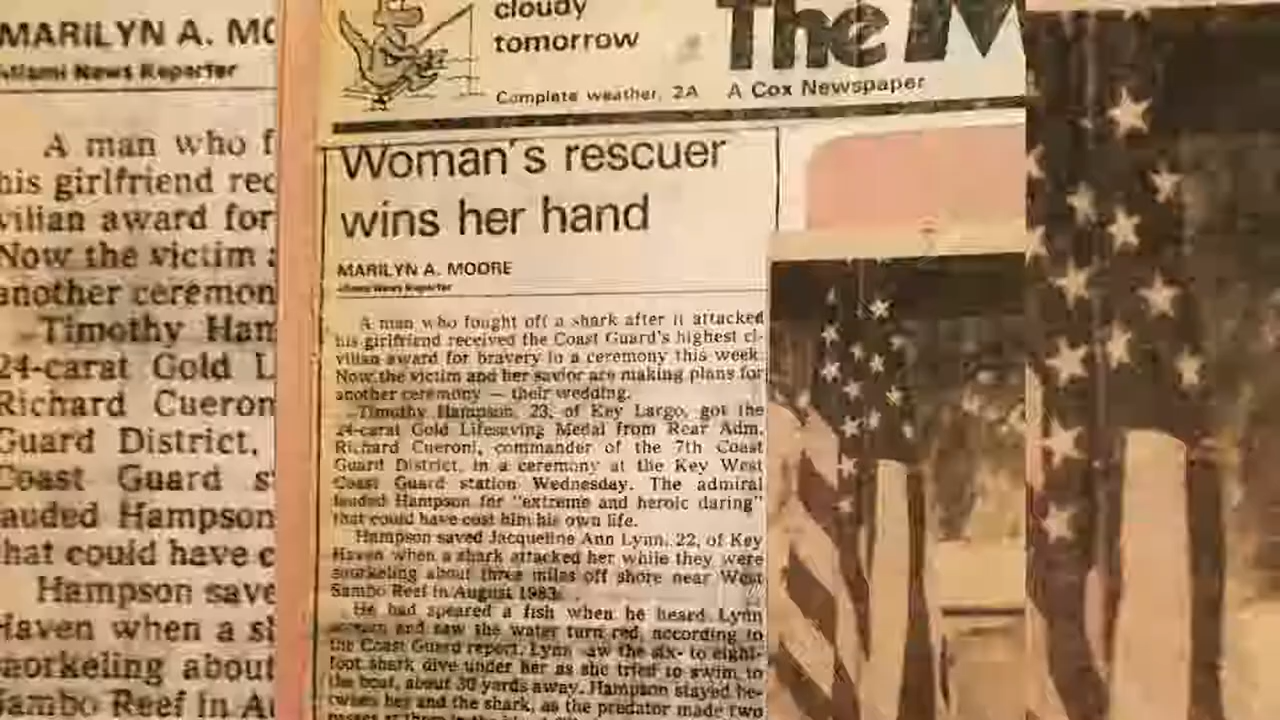 cloudy
tomorrow
Complete weather, 2A
The M
A Cox Newspaper
Woman's rescuer
wins her hand
MARILYN A. MOORE
Miami News Reporter
A man who fought off a shark after it attacked
his girlfriend received the Coast Guard's highest ci-
vilian award for bravery in a ceremony this week.
Now the victim and her savior are making plans for
another ceremony — their wedding.
Timothy Hampson, 23, of Key Largo, got the
24-carat Gold Lifesaving Medal from Rear Adm.
Richard Cueroni, commander of the 7th Coast
Guard District, in a ceremony at the Key West
Coast Guard station Wednesday. The admiral
lauded Hampson for "extreme and heroic daring"
that could have cost him his own life.
Hampson saved Jacqueline Ann Lynn, 22, of Key
Haven when a shark attacked her while they were
snorkeling about three miles off shore near West
Sambo Reef in August 1983.
He had speared a fish when he heard Lynn
scream and saw the water turn red, according to
the Coast Guard report. Lynn saw the six- to eight-
foot shark dive under her as she tried to swim to
the boat, about 30 yards away. Hampson stayed be-
tween her and the shark, as the predator made two
MARILYN A. MO
Miami News Reporter
A man who f
his girlfriend rec
vilian award for
Now the victim a
another ceremon
Timothy Ham
24-carat Gold L
Richard Cueron
Guard District,
Coast Guard s
lauded Hampson
that could have c
Hampson save
Haven when a sh
snorkeling about
Sambo Reef in Au